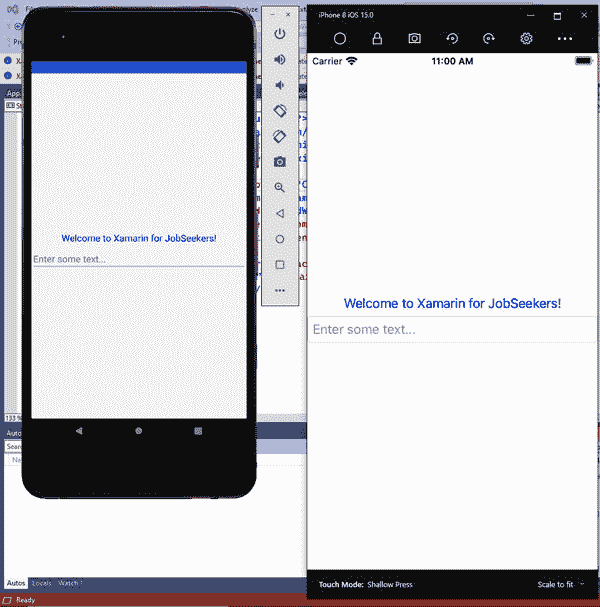 iPhone 8 iOS 15.0
Carrier
11:00 AM
Welcome to Xamarin for JobSeekers!
Enter some text...
Welcome to Xamarin for JobSeekers!
Enter some text...
133 %
Autos Locals Watch 1
Ready
Touch Mode: Shallow Press
Scale to fit